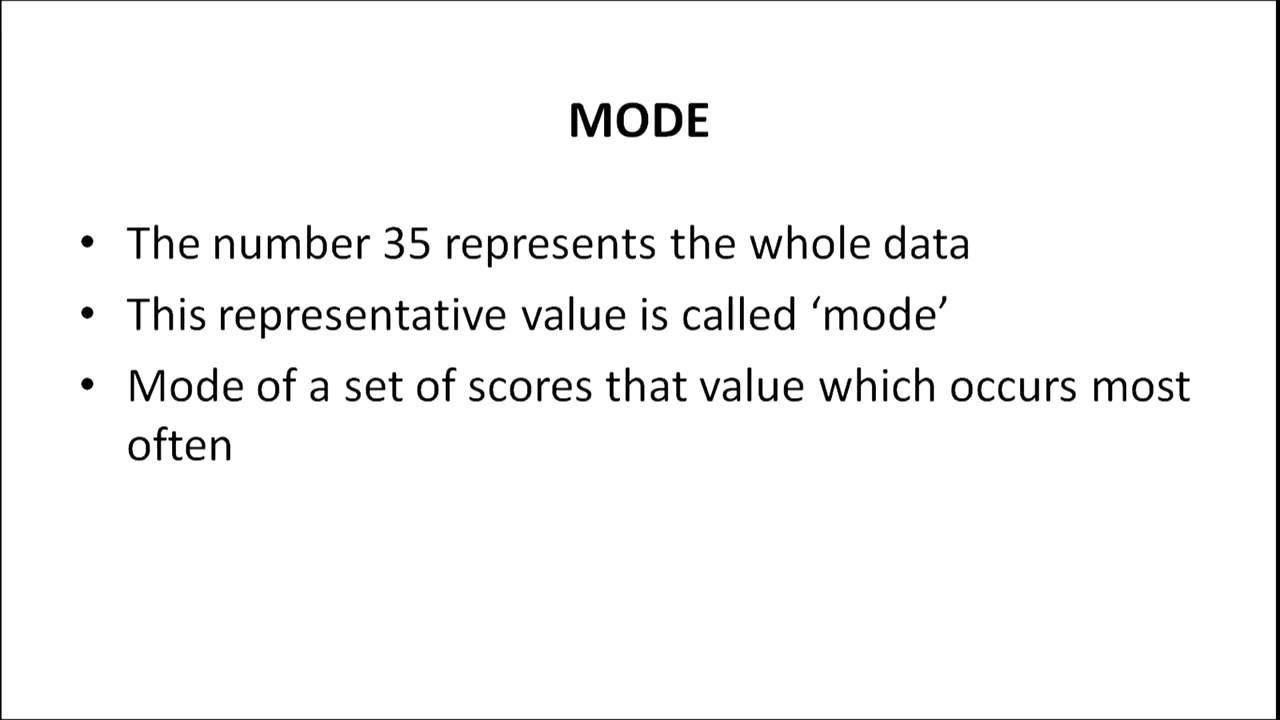 MODE
• The number 35 represents the whole data
• This representative value is called ‘mode’
• Mode of a set of scores that value which occurs most
often